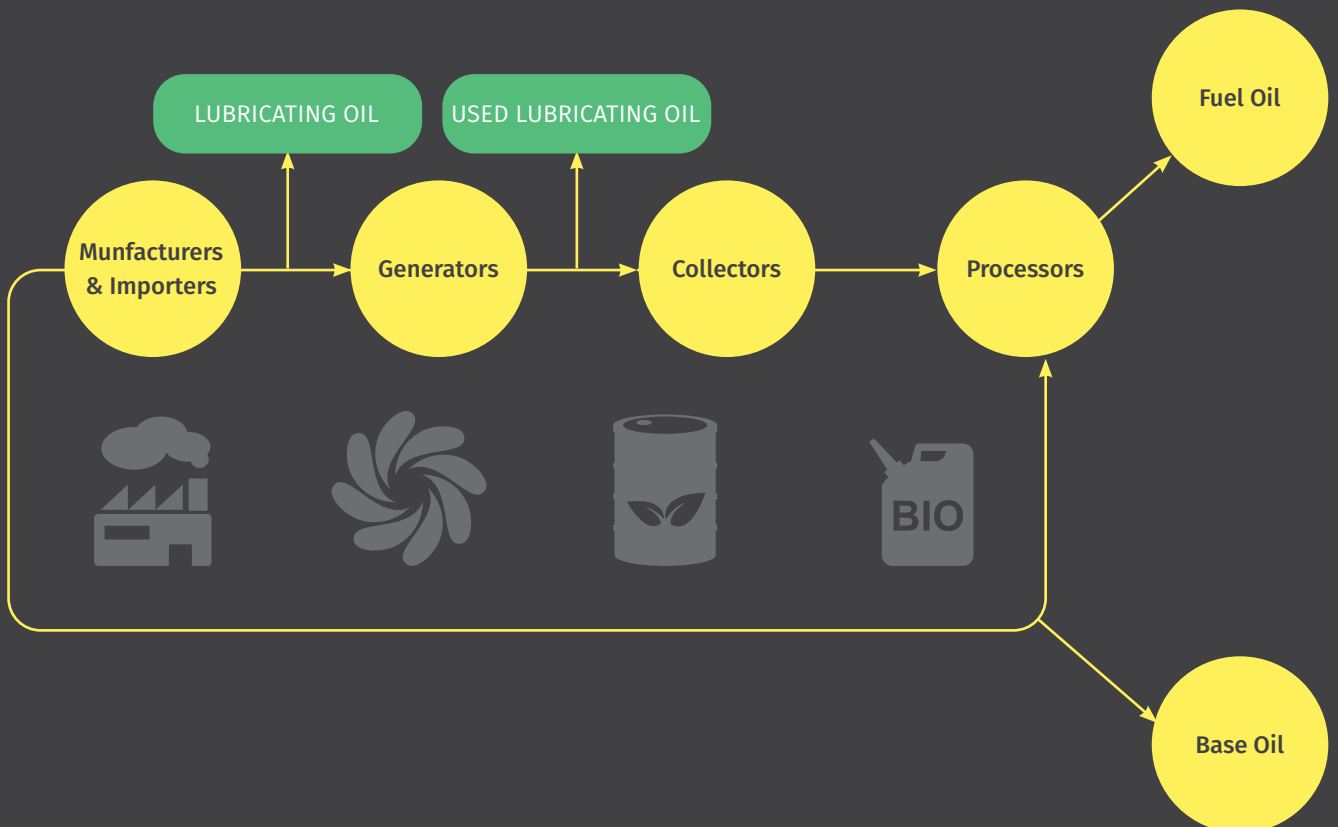 LUBRICATING OIL
USED LUBRICATING OIL
Fuel Oil
Munfacturers
& Importers
Generators
Collectors
Processors
BIO
Base Oil